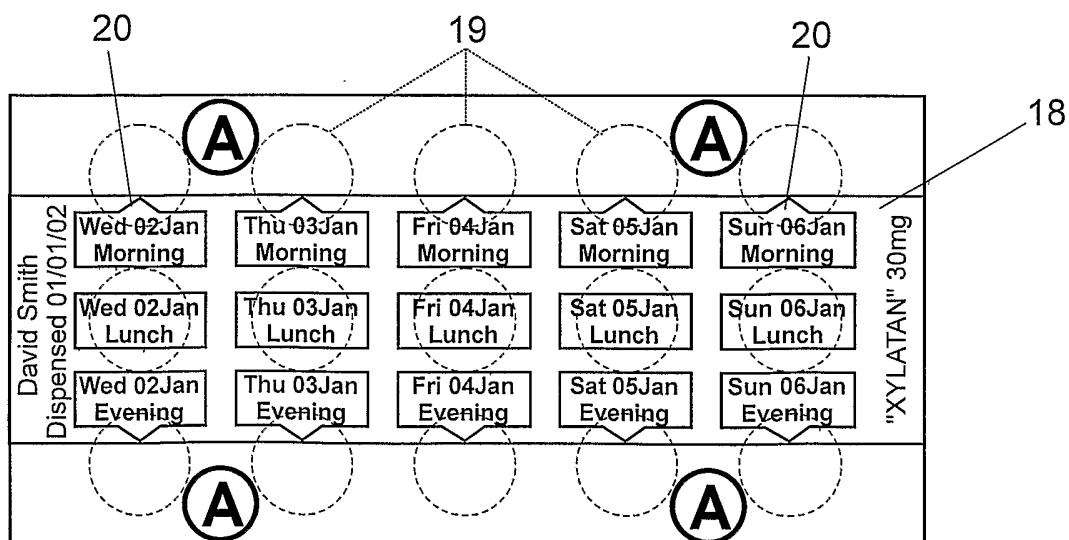 20
19
20
18
A
A
David Smith
Dispensed 01/01/02
Wed 02Jan
Morning
Thu 03Jan
Morning
Fri 04Jan
Morning
Sat 05Jan
Morning
Sun 06Jan
Morning
Wed 02Jan
Lunch
Thu 03Jan
Lunch
Fri 04Jan
Lunch
Sat 05Jan
Lunch
Sun 06Jan
Lunch
Wed 02Jan
Evening
Thu 03Jan
Evening
Fri 04Jan
Evening
Sat 05Jan
Evening
Sun 06Jan
Evening
"XYLATAN" 30mg
A
A